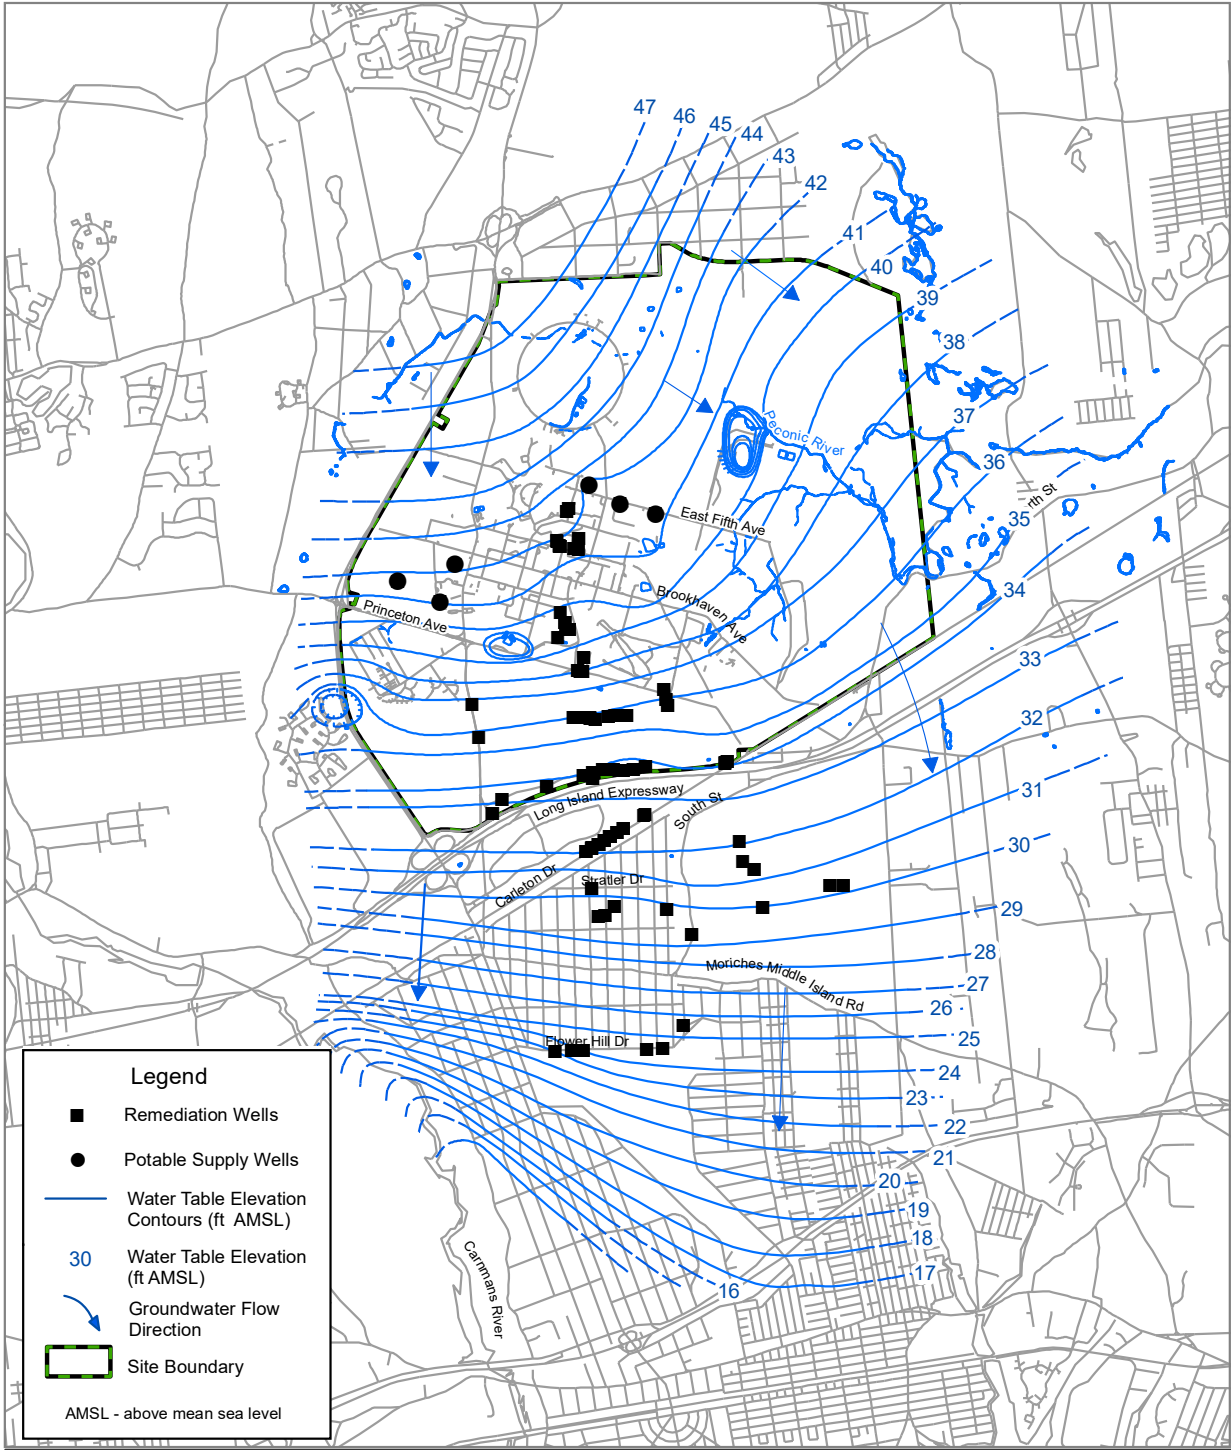 47
46
45
44
43
42
41
40
39
38
37
Peconic River
36
35
rth St
East Fifth Ave
34
Brookhaven Ave
Princeton Ave
33
32
31
Long Island Expressway
South St
30
Carleton Dr
Stratler Dr
29
28
Moriches Middle Island Rd
27
26
25
Flower Hill Dr
24
23
22
21
20
19
18
17
16
Carnmans River
Legend
Remediation Wells
Potable Supply Wells
Water Table Elevation
Contours (ft AMSL)
30
Water Table Elevation
(ft AMSL)
Groundwater Flow
Direction
Site Boundary
AMSL - above mean sea level